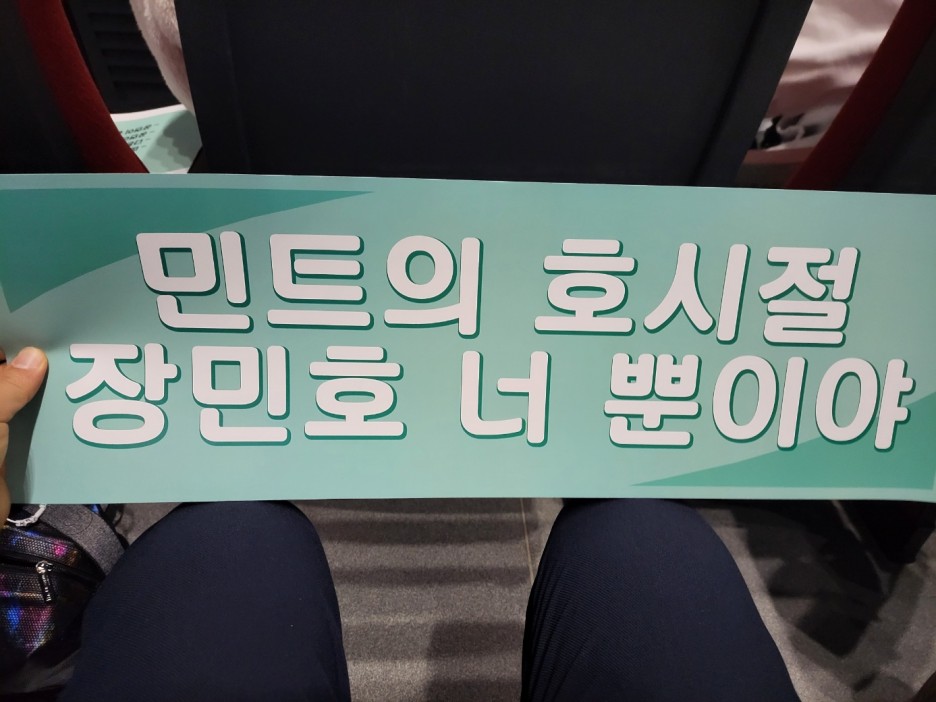 민트의 호시절
장민호 너 뿐이야